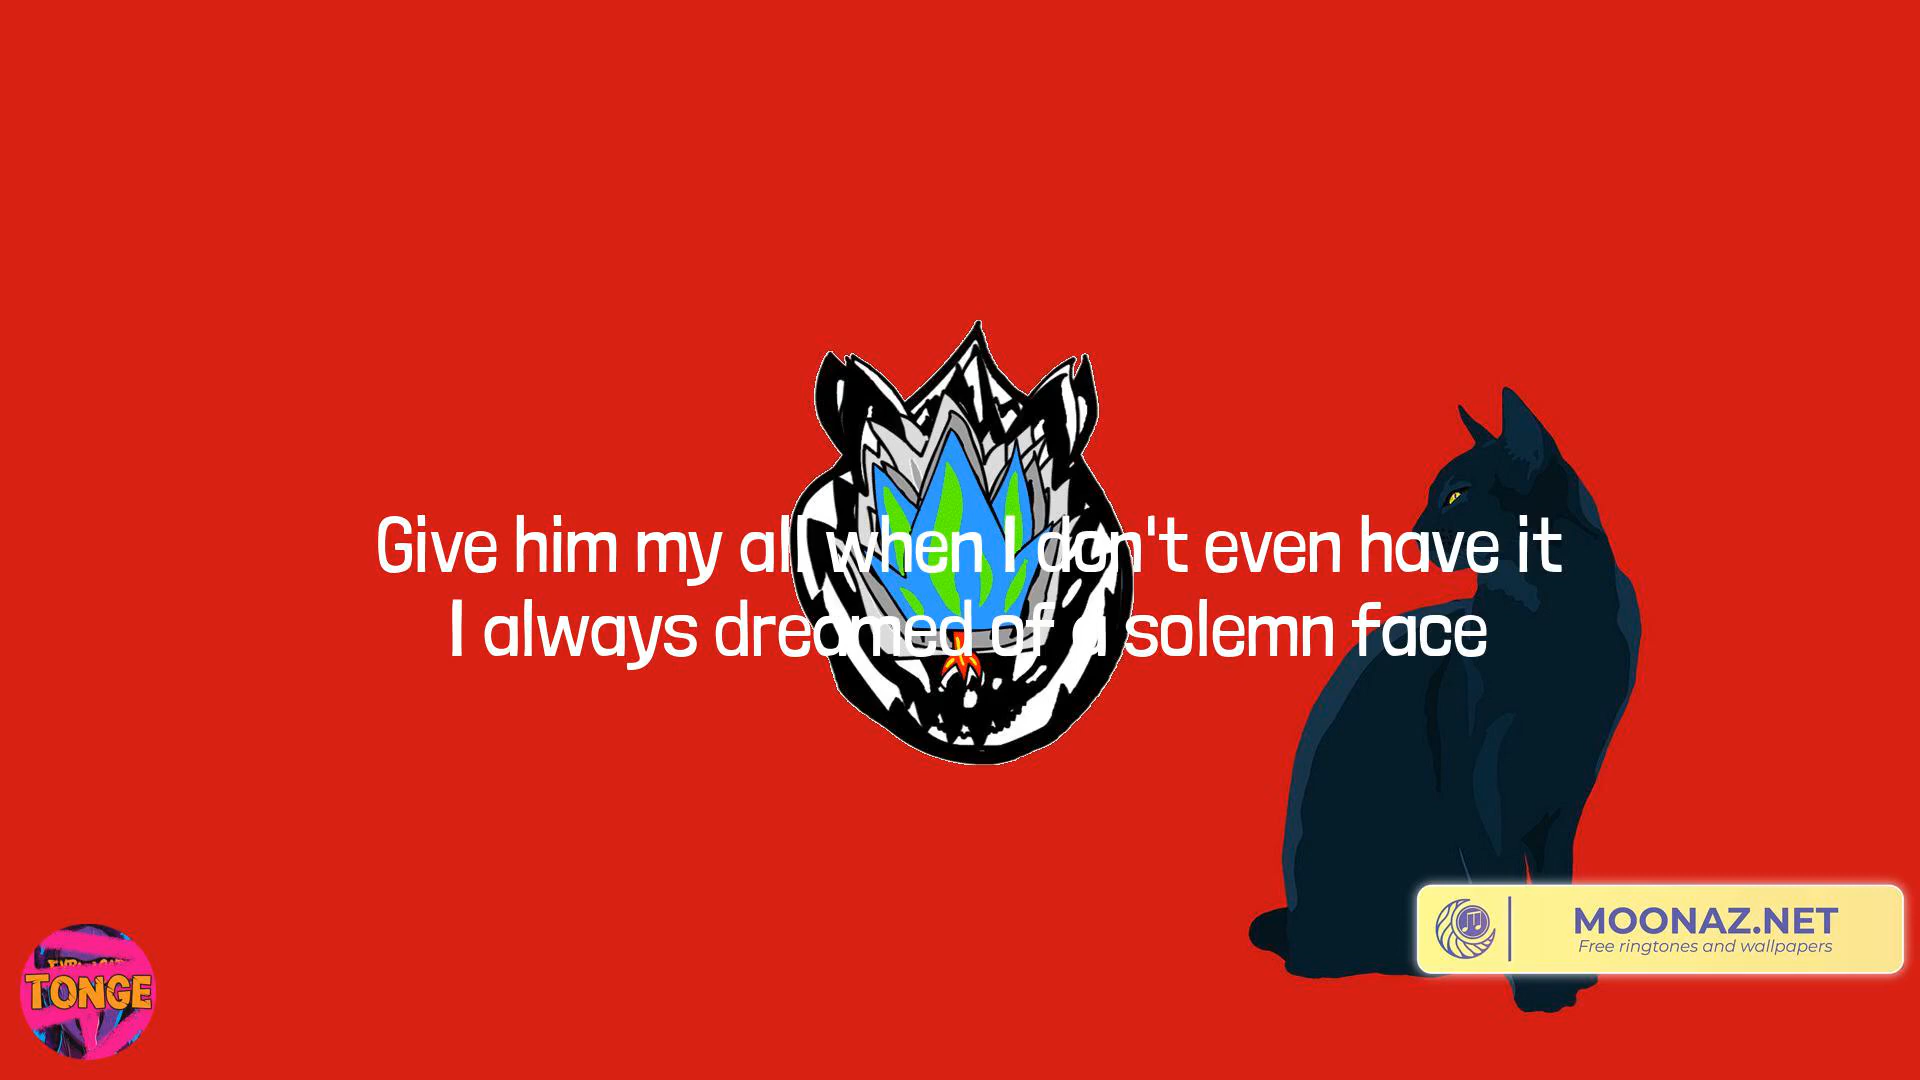 Give him my all when I don't even have it
I always dreamed of a solemn face
MOONAZ.NET
Free ringtones and wallpapers
TONGE